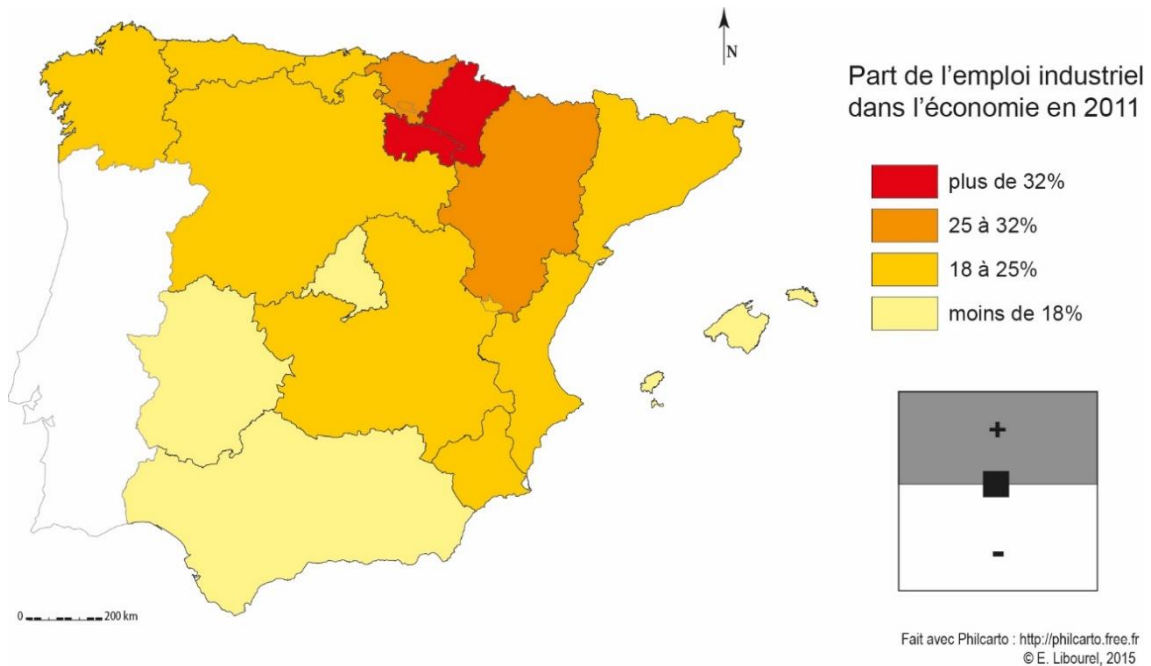 N
Part de l'emploi industriel
dans l'économie en 2011
plus de 32%
25 à 32%
18 à 25%
moins de 18%
+
-
0 200 km
Fait avec Philcarto : http://philcarto.free.fr
© E. Libourel, 2015